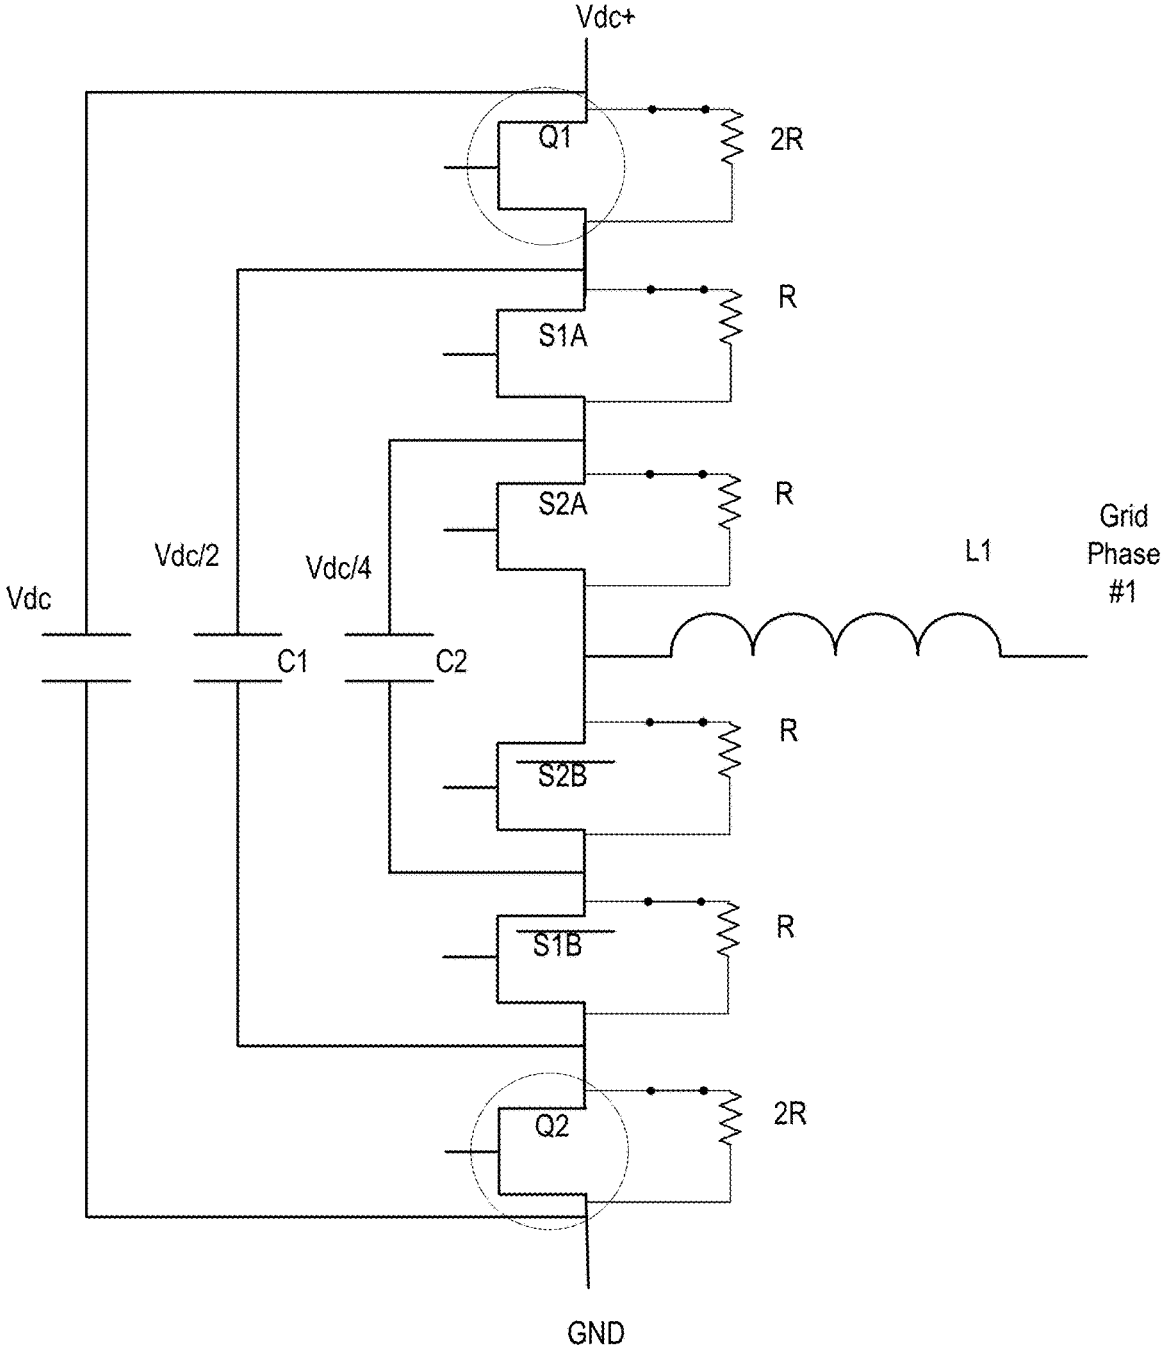 Vdc+
Q1
2R
R
S1A
S2A
R
Grid
Phase
#1
L1
Vdc/2
Vdc/4
Vdc
C1
C2
R
S2B
R
S1B
Q2
2R
GND